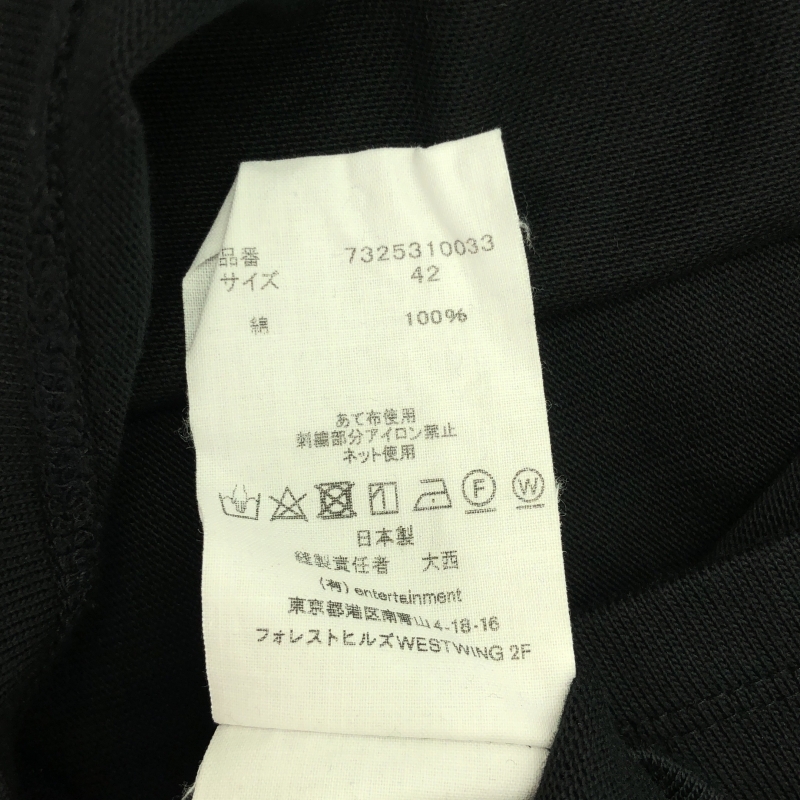 品番 7325310033
サイズ 42
綿 100%
あて布使用
刺繍部分アイロン禁止
ネット使用
F W
日本製
縫製責任者 大西
(有) entertainment
東京都港区南青山4-18-16
フォレストヒルズWESTWING 2F